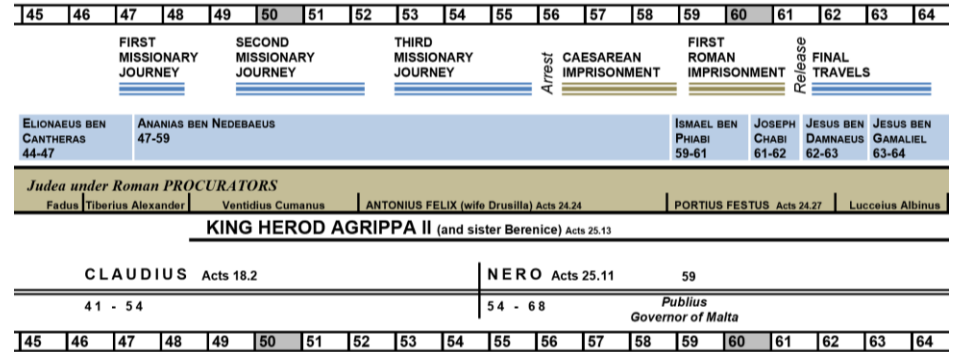 45 46 47 48 49 50 51 52 53 54 55 56 57 58 59 60 61 62 63 64
FIRST MISSIONARY JOURNEY
SECOND MISSIONARY JOURNEY
THIRD MISSIONARY JOURNEY
Arrest
CAESAREAN IMPRISONMENT
FIRST ROMAN IMPRISONMENT
Release
FINAL TRAVELS
ELIONAEUS BEN CANTHERAS 44-47
ANANIAS BEN NEDEBAEUS 47-59
ISMAEL BEN PHIABI 59-61
JOSEPH CHABI 61-62
JESUS BEN DAMNAEUS 62-63
JESUS BEN GAMALIEL 63-64
Judea under Roman PROCURATORS
Fadus Tiberius Alexander Ventidius Cumanus ANTONIUS FELIX (wife Drusilla) Acts 24.24 PORTIUS FESTUS Acts 24.27 Lucceius Albinus
KING HEROD AGRIPPA II (and sister Berenice) Acts 25.13
CLAUDIUS Acts 18.2 NERO Acts 25.11 59
41 - 54 54 - 68 Publius
Governor of Malta
45 46 47 48 49 50 51 52 53 54 55 56 57 58 59 60 61 62 63 64